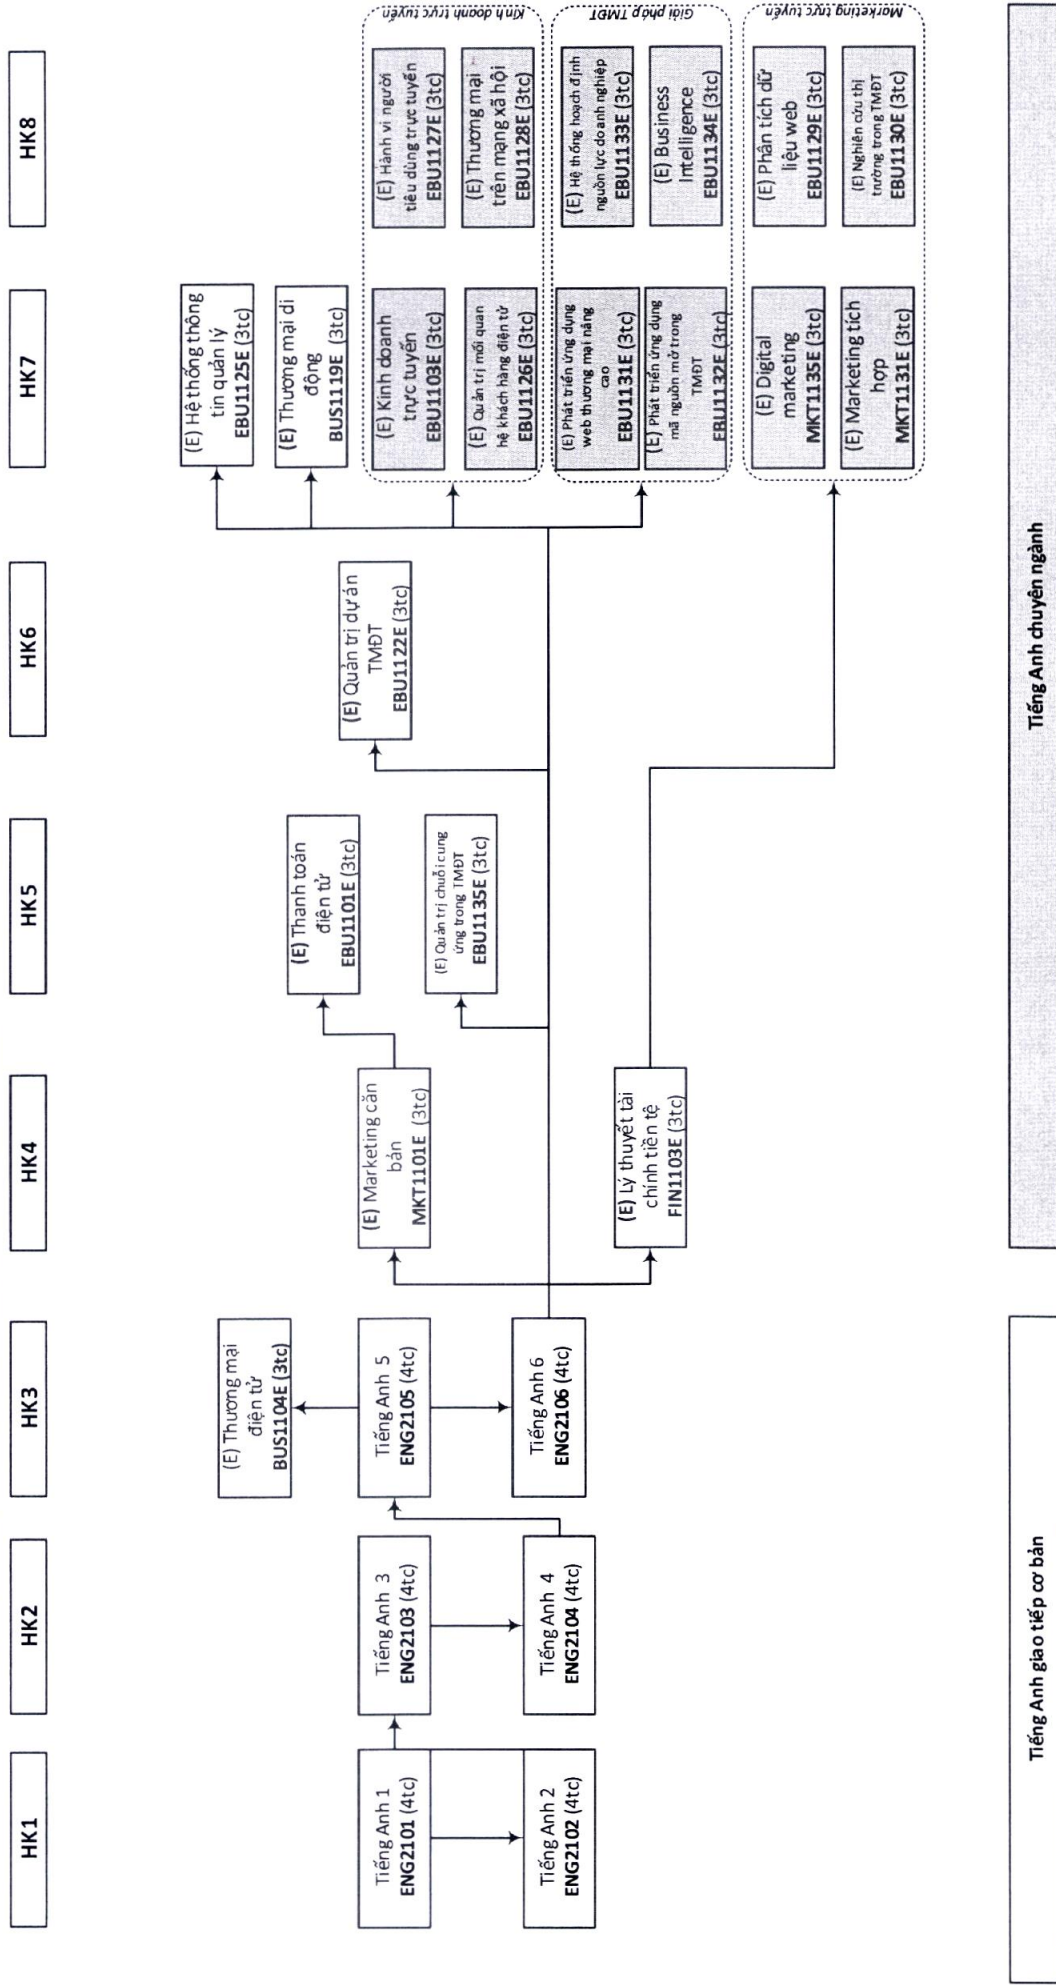 HK1
HK2
HK3
HK4
HK5
HK6
HK7
HK8
Tiếng Anh 1
ENG2101 (4tc)
Tiếng Anh 2
ENG2102 (4tc)
Tiếng Anh 3
ENG2103 (4tc)
Tiếng Anh 4
ENG2104 (4tc)
(E) Thương mại
điện tử
BUS1104E (3tc)
Tiếng Anh 5
ENG2105 (4tc)
Tiếng Anh 6
ENG2106 (4tc)
(E) Marketing căn
bản
MKT1101E (3tc)
(E) Lý thuyết tài
chính tiền tệ
FIN1103E (3tc)
(E) Thanh toán
điện tử
EBU1101E (3tc)
(E) Quản trị chuỗi cung
ứng trong TMĐT
EBU1135E (3tc)
(E) Quản trị dự án
TMĐT
EBU1122E (3tc)
(E) Hệ thống thông
tin quản lý
EBU1125E (3tc)
(E) Thương mại di
động
BUS1119E (3tc)
(E) Kinh doanh
trực tuyến
EBU1103E (3tc)
(E) Quản trị mối quan
hệ khách hàng điện tử
EBU1126E (3tc)
(E) Phát triển ứng dụng
web thương mại nâng
cao
EBU1131E (3tc)
(E) Phát triển ứng dụng
mã nguồn mở trong
TMĐT
EBU1132E (3tc)
(E) Digital
marketing
MKT1135E (3tc)
(E) Marketing tích
hợp
MKT1131E (3tc)
(E) Hành vi người
tiêu dùng trực tuyến
EBU1127E (3tc)
(E) Thương mại
trên mạng xã hội
EBU1128E (3tc)
(E) Hệ thống hoạch định
nguồn lực doanh nghiệp
EBU1133E (3tc)
(E) Business
Intelligence
EBU1134E (3tc)
(E) Phân tích dữ
liệu web
EBU1129E (3tc)
(E) Nghiên cứu thị
trường trong TMĐT
EBU1130E (3tc)
Kinh doanh trực tuyến
Giải pháp TMĐT
Marketing trực tuyến
Tiếng Anh giao tiếp cơ bản
Tiếng Anh chuyên ngành